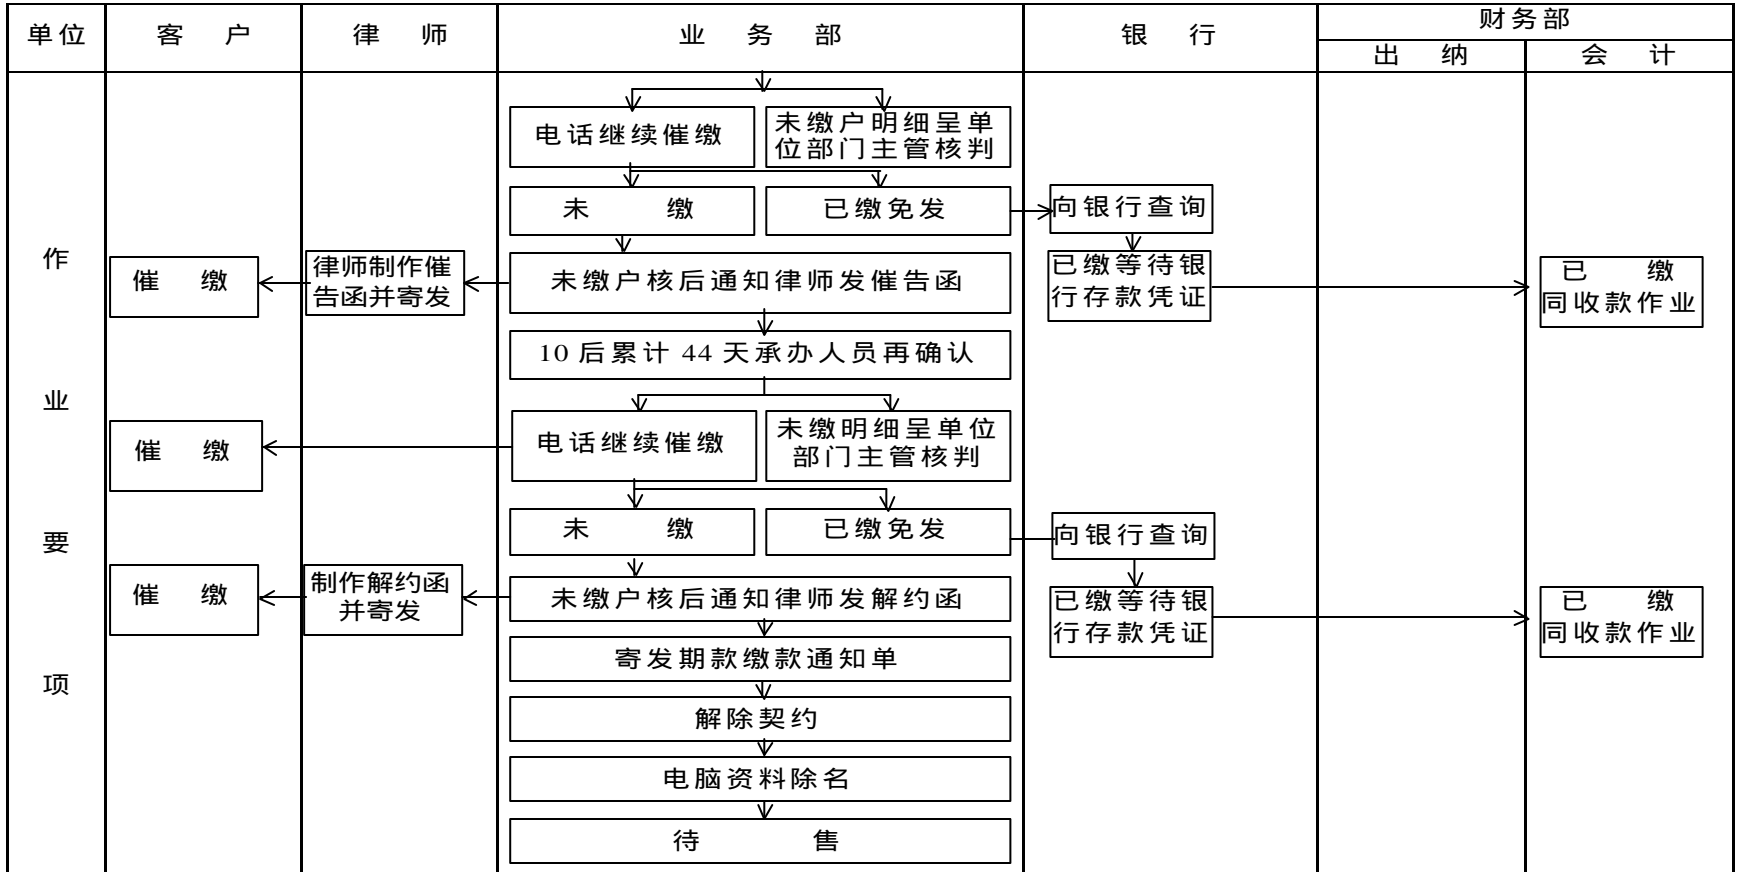 单位 客 户 律 师 业 务 部 银 行 财务部
出 纳 会 计
电话继续催缴
未缴户明细呈单
位部门主管核判
未 缴
已缴免发
向银行查询
作
催 缴
律师制作催
告函并寄发
未缴户核后通知律师发催告函
已缴等待银
行存款凭证
已 缴
同收款作业
10 后累计 44 天承办人员再确认
业
催 缴
电话继续催缴
未缴明细呈单位
部门主管核判
要
未 缴
已缴免发
向银行查询
催 缴
制作解约函
并寄发
未缴户核后通知律师发解约函
已缴等待银
行存款凭证
已 缴
同收款作业
寄发期款缴款通知单
项
解除契约
电脑资料除名
待 售